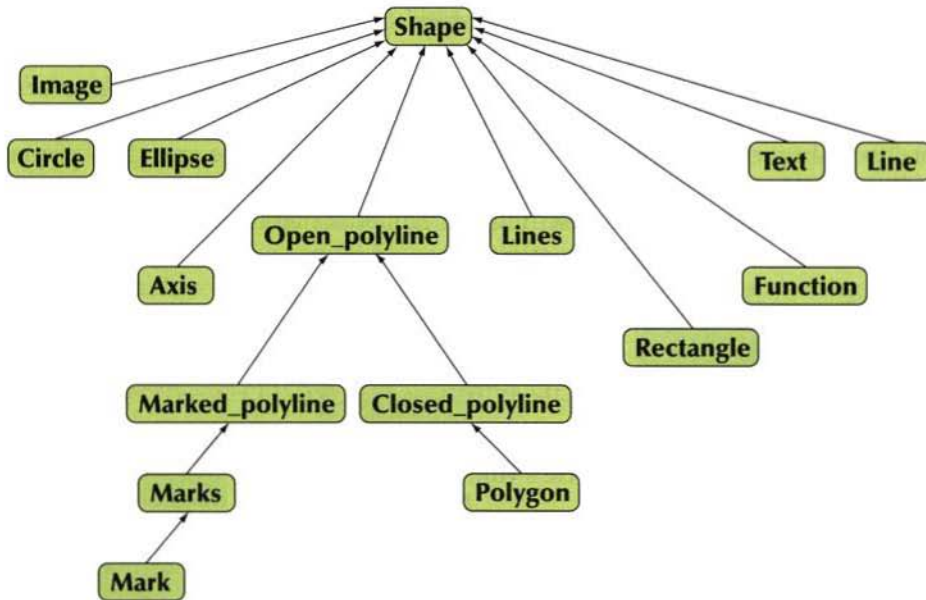 Shape
Image
Circle
Ellipse
Text
Line
Open_polyline
Lines
Axis
Function
Rectangle
Marked_polyline
Closed_polyline
Marks
Polygon
Mark